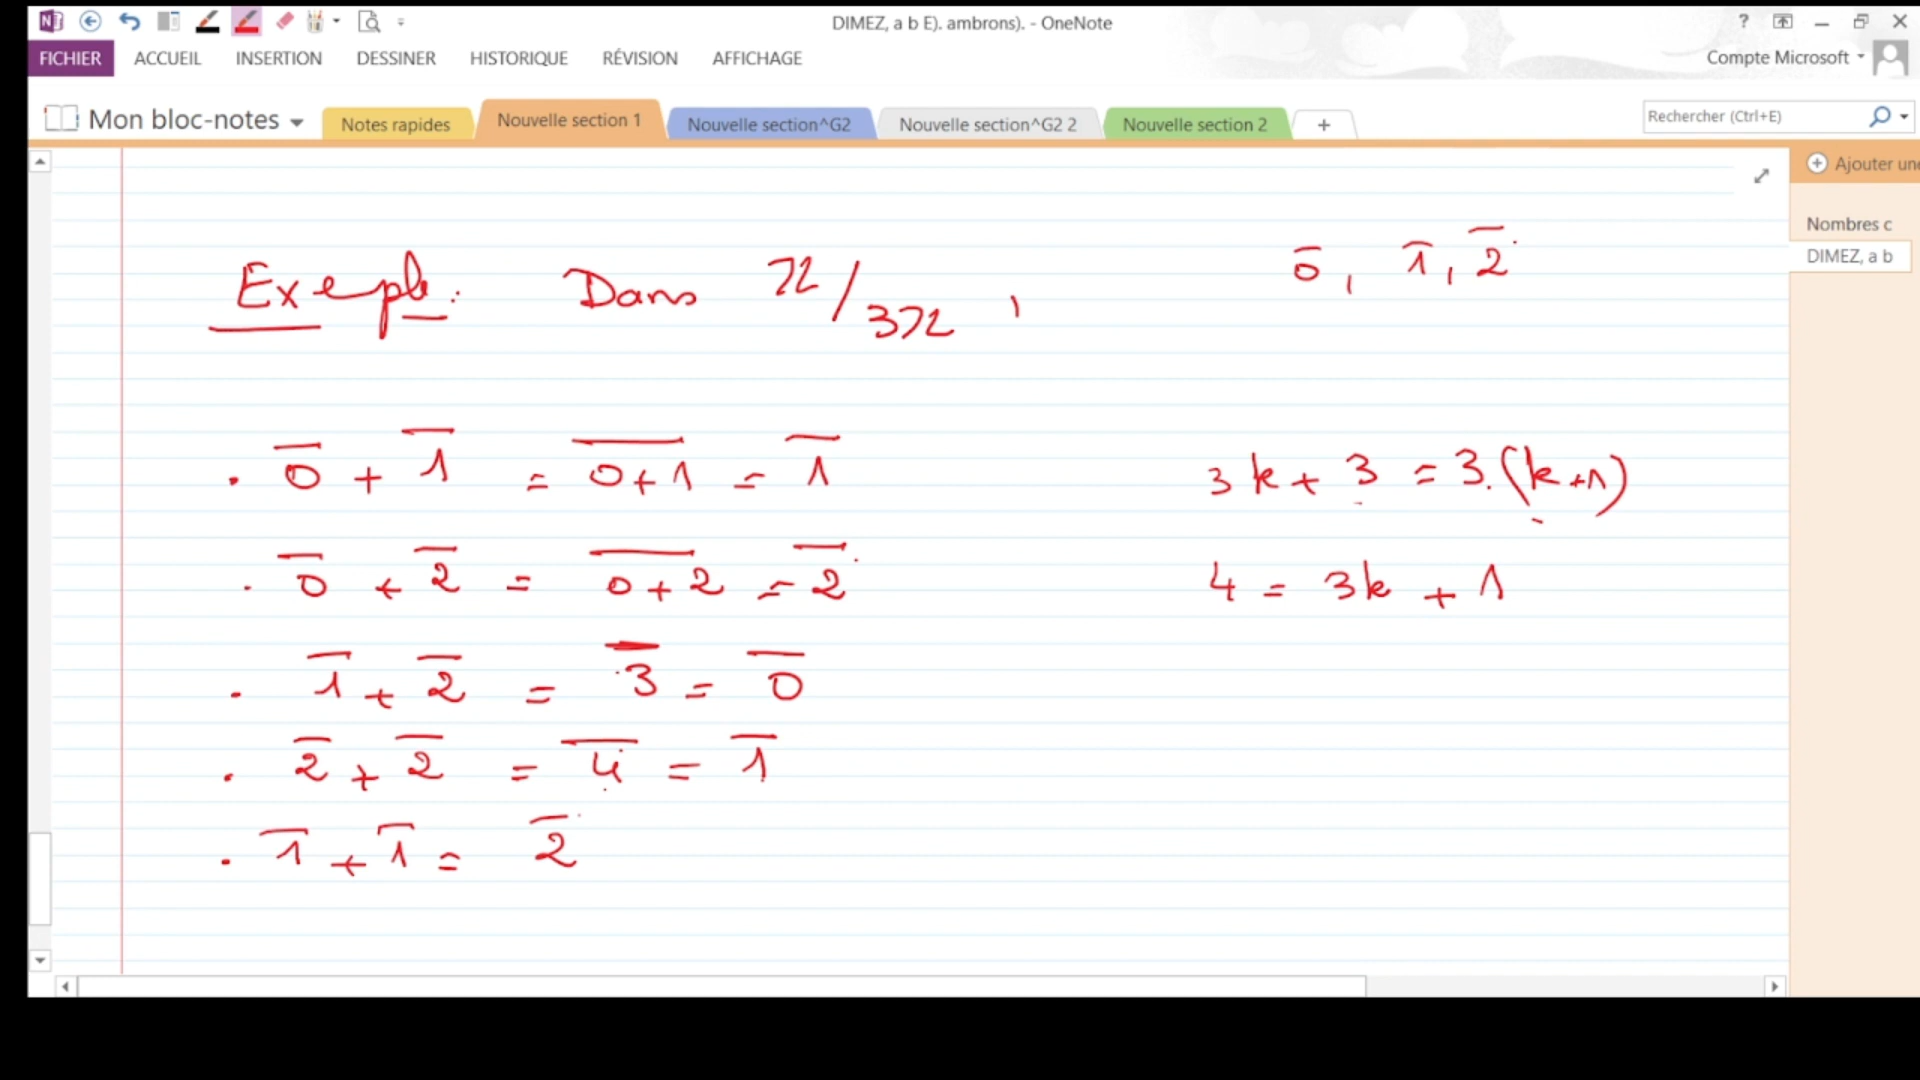 DIMEZ, a b E). ambrons). - OneNote
FICHIER ACCUEIL INSERTION DESSINER HISTORIQUE RÉVISION AFFICHAGE
Compte Microsoft
Mon bloc-notes
Notes rapides
Nouvelle section 1
Nouvelle section^G2
Nouvelle section^G2 2
Nouvelle section 2
+
Rechercher (Ctrl+E)
Ajouter une
Nombres c
DIMEZ, a b
Exemple: Dans ℤ/3ℤ ,
0̅, 1̅, 2̅
. 0̅ + 1̅ = \overline{0+1} = 1̅
3k + 3 = 3.(k+1)
. 0̅ + 2̅ = \overline{0+2} = 2̅
4 = 3k + 1
. 1̅ + 2̅ = 3̅ = 0̅
. 2̅ + 2̅ = 4̅ = 1̅
. 1̅ + 1̅ = 2̅